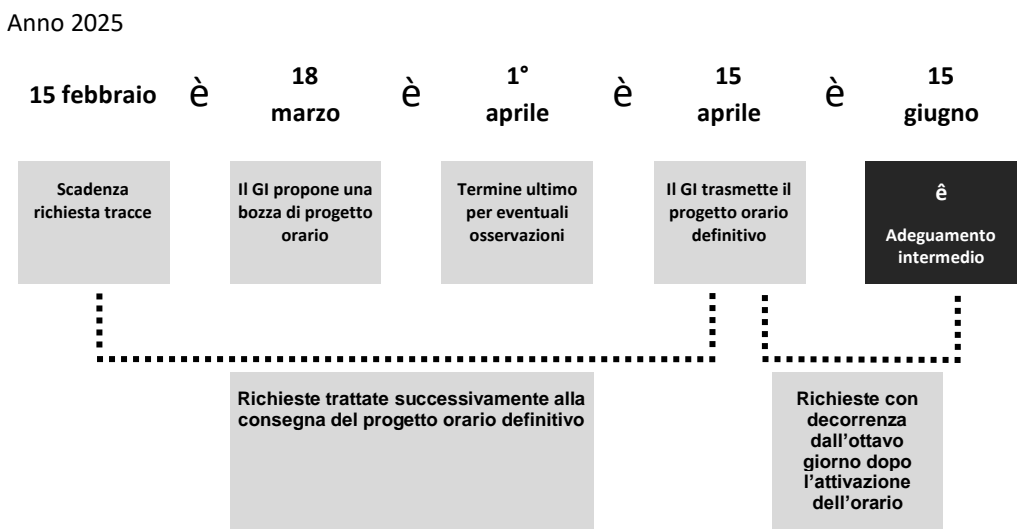 Anno 2025
15 febbraio è 18 marzo è 1° aprile è 15 aprile è 15 giugno
Scadenza
richiesta tracce
Il GI propone una
bozza di progetto
orario
Termine ultimo
per eventuali
osservazioni
Il GI trasmette il
progetto orario
definitivo
ê
Adeguamento
intermedio
Richieste trattate successivamente alla
consegna del progetto orario definitivo
Richieste con
decorrenza
dall’ottavo
giorno dopo
l’attivazione
dell’orario